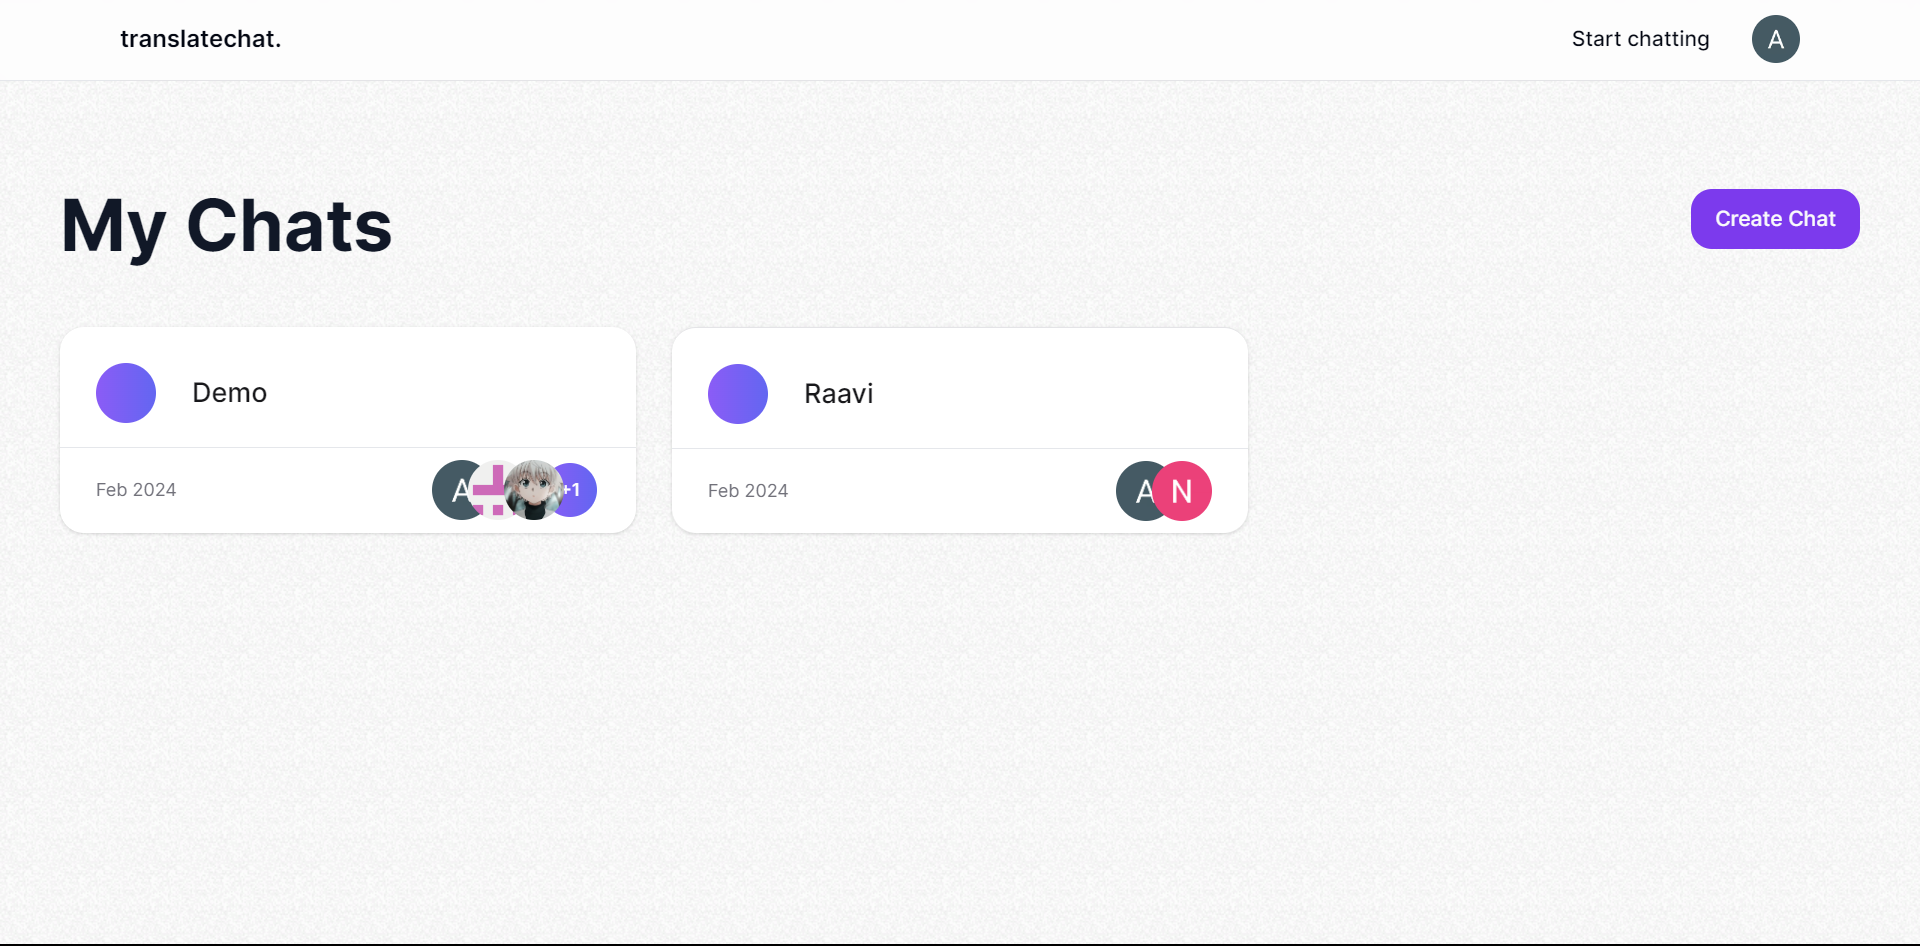 translatechat.
Start chatting
A
My Chats
Create Chat
Demo
Feb 2024
A
+1
Raavi
Feb 2024
A
N